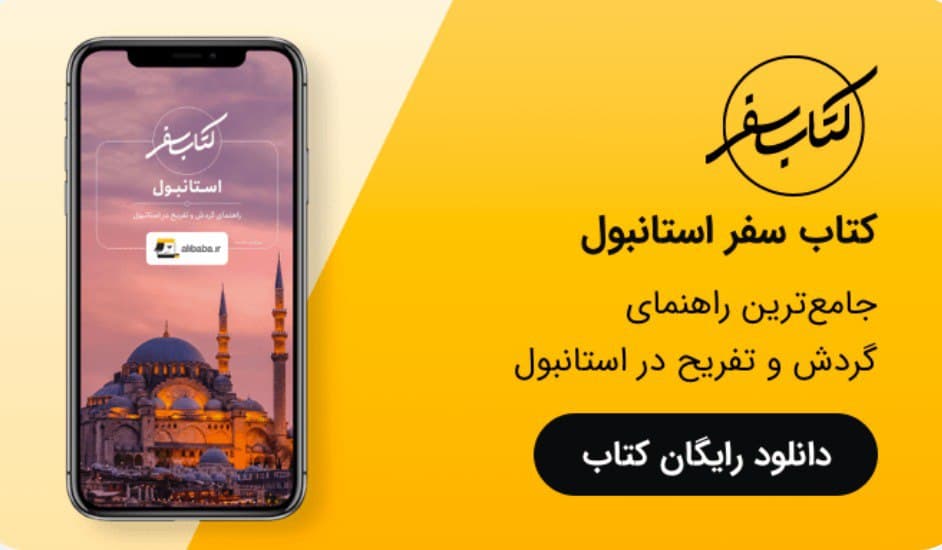 کتاب سفر
کتاب سفر استانبول
جامع‌ترین راهنمای
گردش و تفریح در استانبول
دانلود رایگان کتاب
کتاب سفر
استانبول
راهنمای گردش و تفریح در استانبول
alibaba.ir